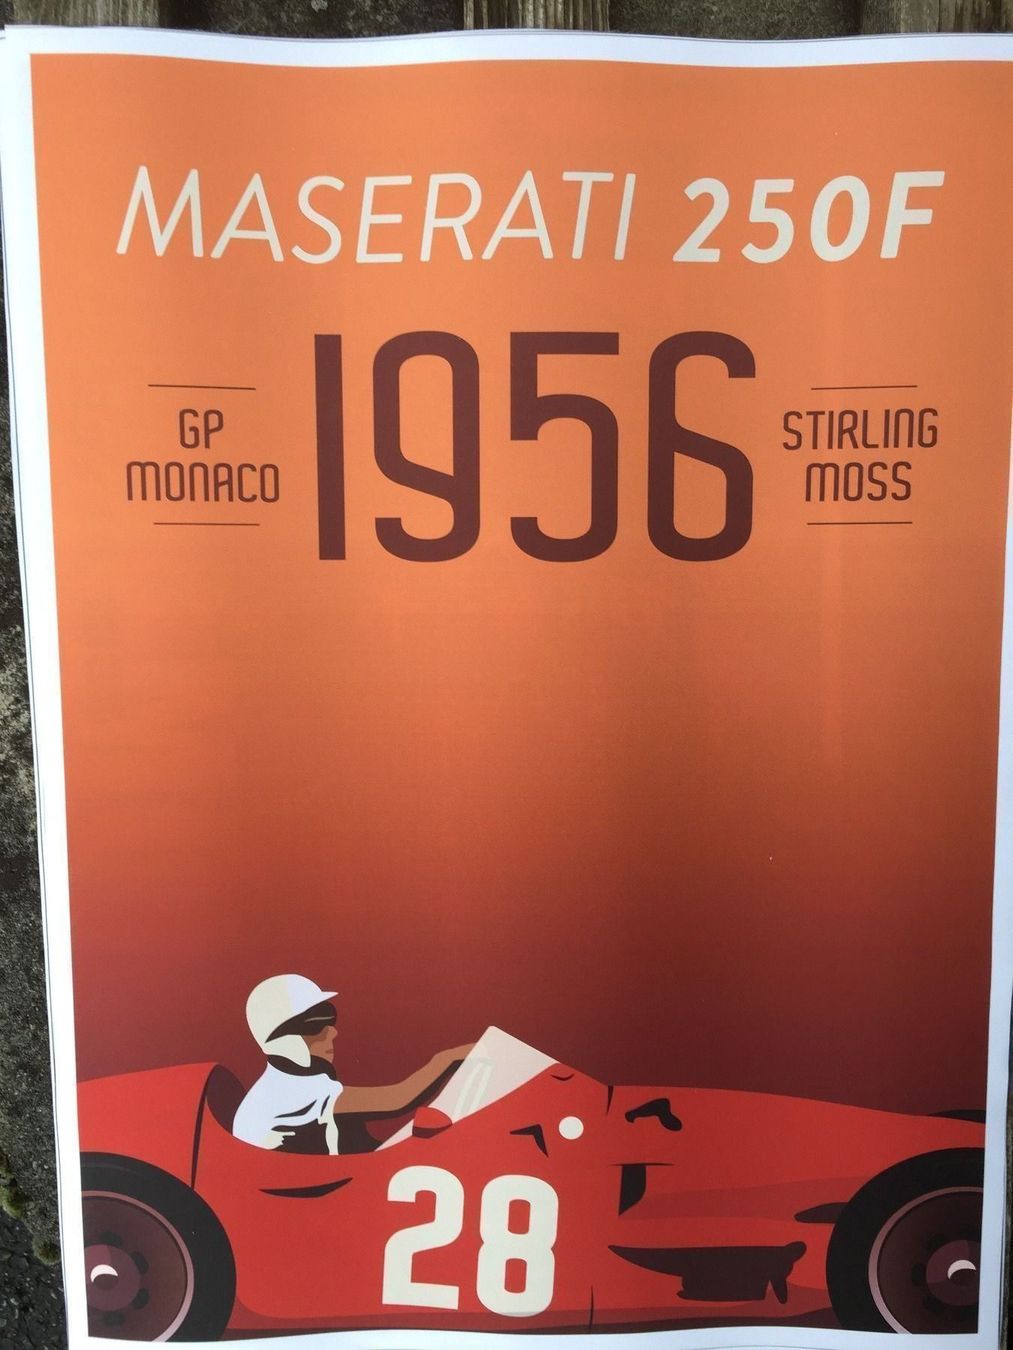 MASERATI 250F
1956
GP
MONACO
STIRLING
MOSS
28